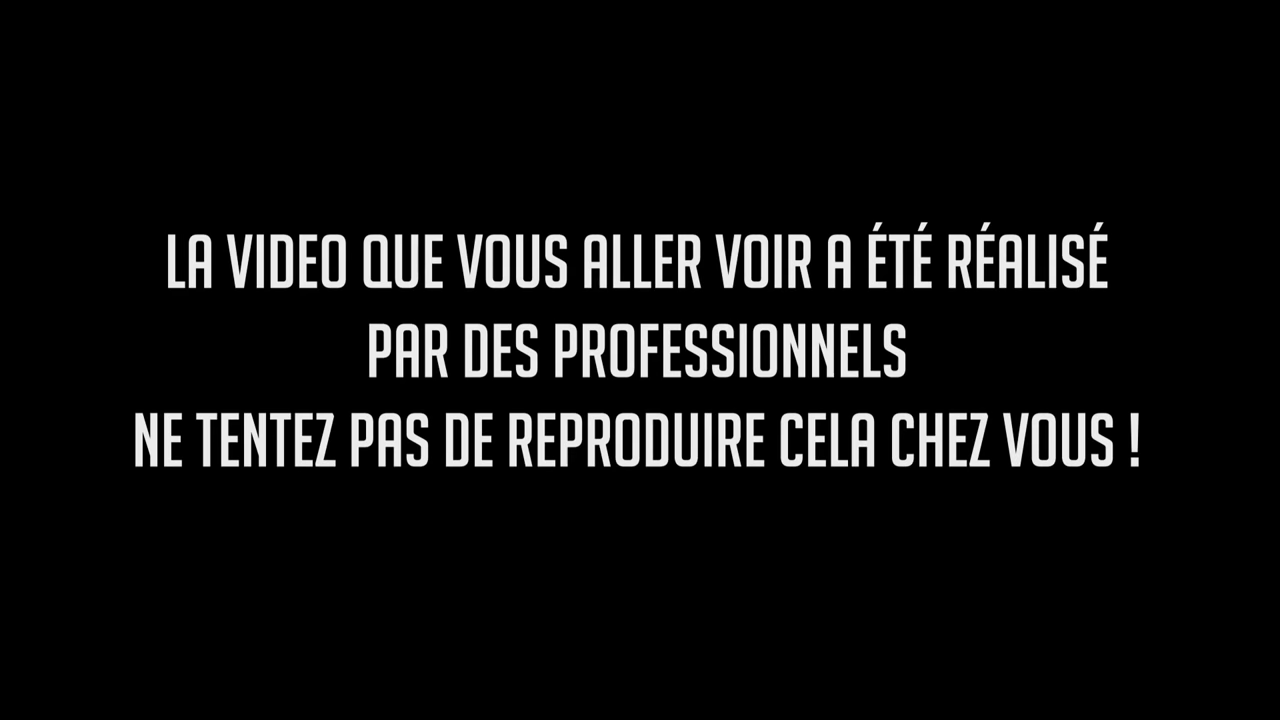 LA VIDEO QUE VOUS ALLER VOIR A ÉTÉ RÉALISÉ
PAR DES PROFESSIONNELS
NE TENTEZ PAS DE REPRODUIRE CELA CHEZ VOUS !